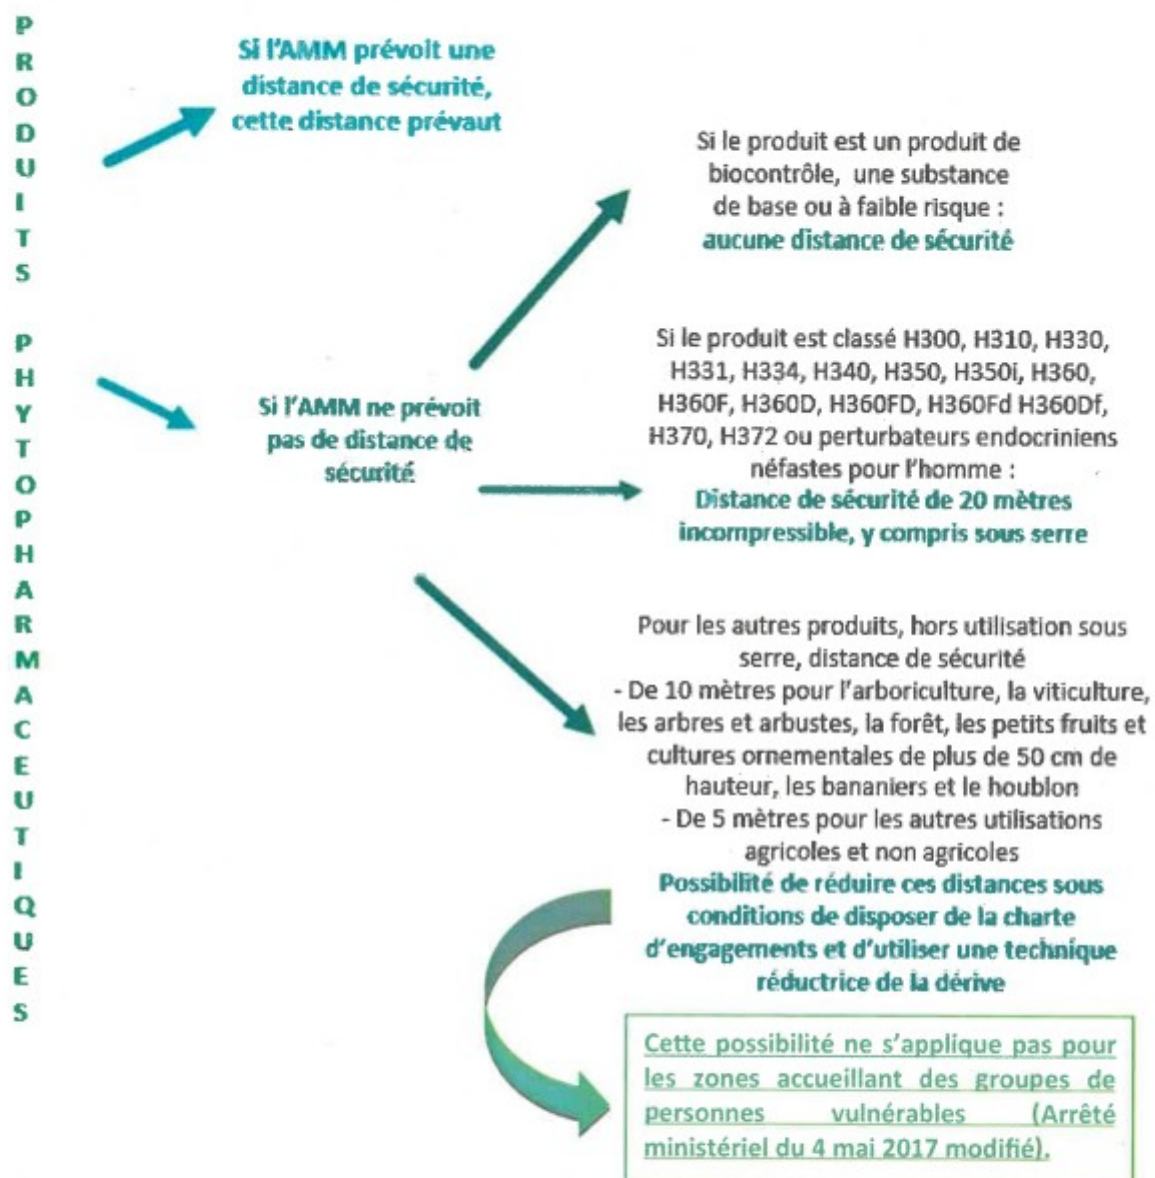 PRODUITS PHYTOPHARMACEUTIQUES
Si l'AMM prévoit une
distance de sécurité,
cette distance prévaut
Si le produit est un produit de
biocontrôle, une substance
de base ou à faible risque :
aucune distance de sécurité
Si l'AMM ne prévoit
pas de distance de
sécurité
Si le produit est classé H300, H310, H330,
H331, H334, H340, H350, H350i, H360,
H360F, H360D, H360FD, H360Fd H360Df,
H370, H372 ou perturbateurs endocriniens
néfastes pour l'homme :
Distance de sécurité de 20 mètres
incompressible, y compris sous serre
Pour les autres produits, hors utilisation sous
serre, distance de sécurité
- De 10 mètres pour l'arboriculture, la viticulture,
les arbres et arbustes, la forêt, les petits fruits et
cultures ornementales de plus de 50 cm de
hauteur, les bananiers et le houblon
- De 5 mètres pour les autres utilisations
agricoles et non agricoles
Possibilité de réduire ces distances sous
conditions de disposer de la charte
d'engagements et d'utiliser une technique
réductrice de la dérive
Cette possibilité ne s'applique pas pour
les zones accueillant des groupes de
personnes vulnérables (Arrêté
ministériel du 4 mai 2017 modifié).